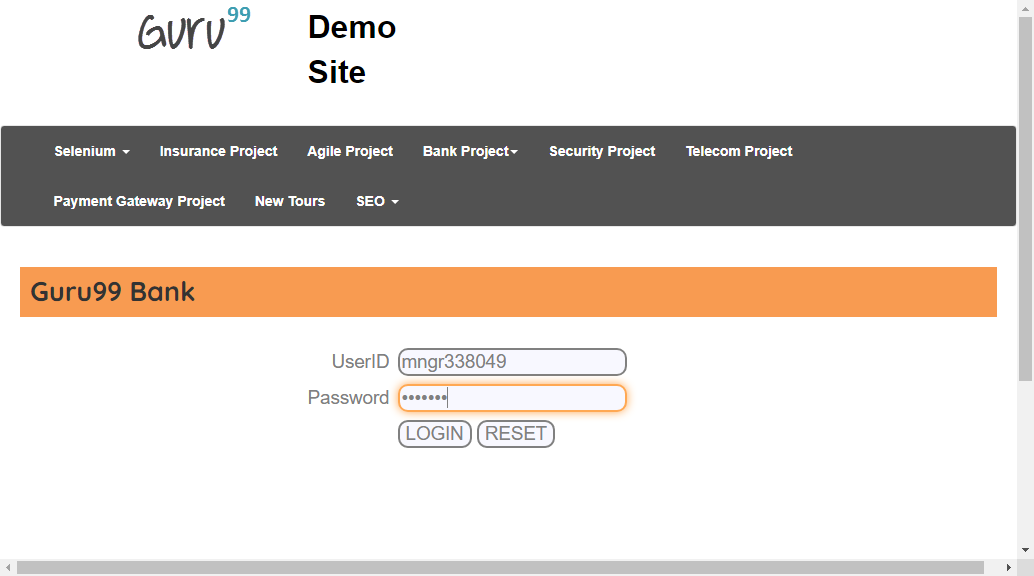 Guru99
Demo
Site
Selenium Insurance Project Agile Project Bank Project Security Project Telecom Project
Payment Gateway Project New Tours SEO
Guru99 Bank
UserID mngr338049
Password •••••••
LOGIN RESET